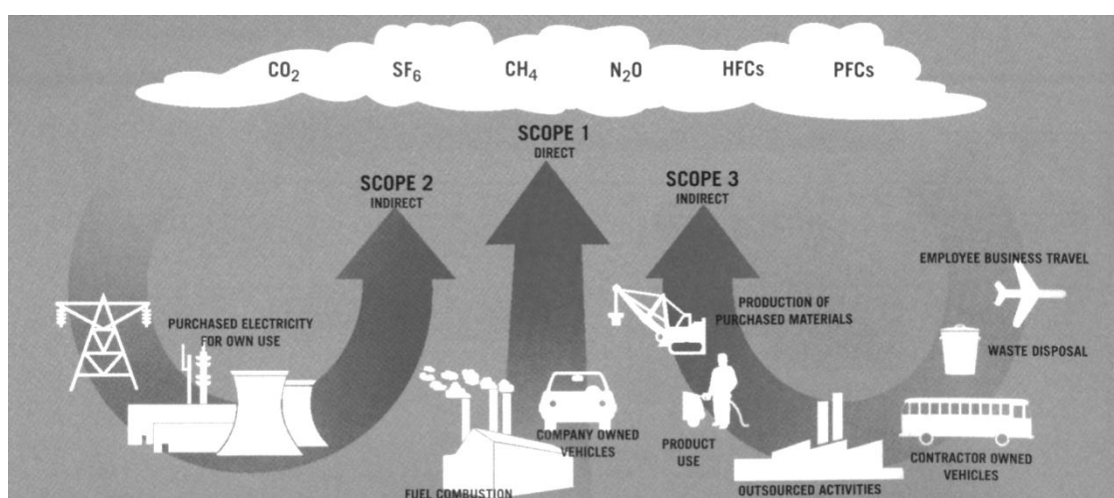 CO₂ SF₆ CH₄ N₂O HFCs PFCs
SCOPE 1
DIRECT
SCOPE 2
INDIRECT
SCOPE 3
INDIRECT
PURCHASED ELECTRICITY
FOR OWN USE
FUEL COMBUSTION
COMPANY OWNED
VEHICLES
PRODUCTION OF
PURCHASED MATERIALS
PRODUCT
USE
OUTSOURCED ACTIVITIES
EMPLOYEE BUSINESS TRAVEL
WASTE DISPOSAL
CONTRACTOR OWNED
VEHICLES